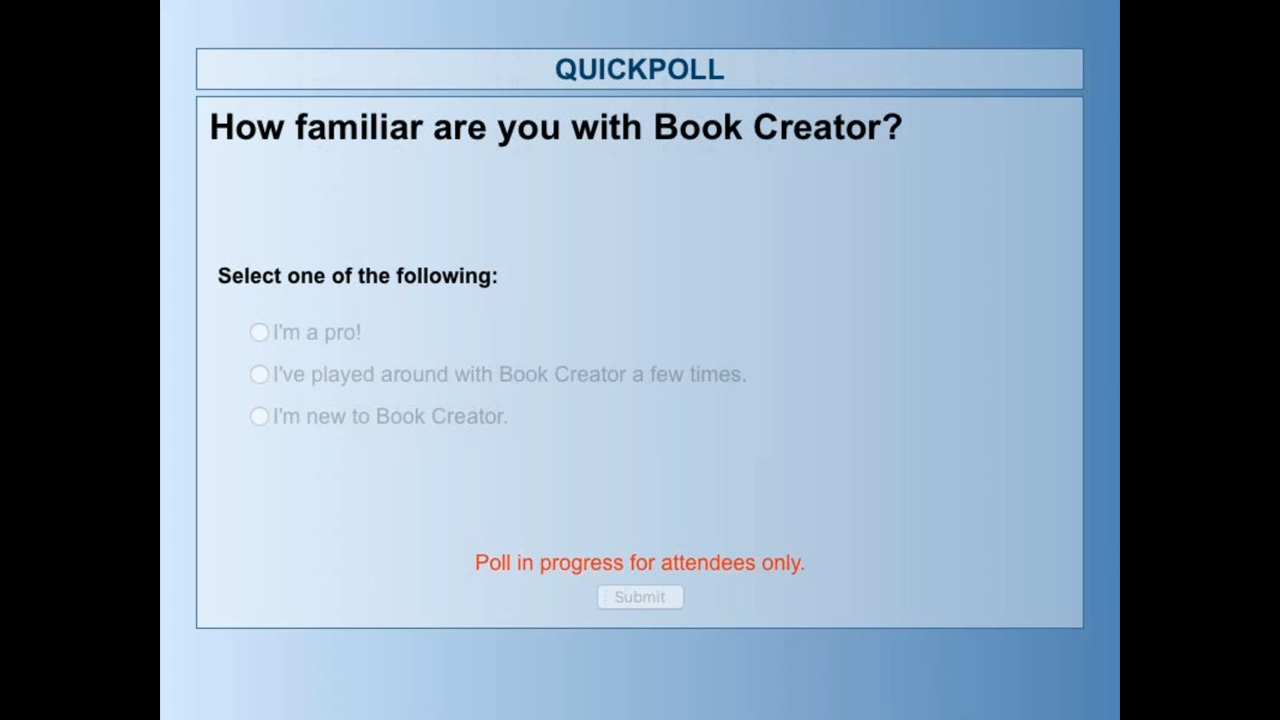 QUICKPOLL
How familiar are you with Book Creator?
Select one of the following:
I'm a pro!
I've played around with Book Creator a few times.
I'm new to Book Creator.
Poll in progress for attendees only.
Submit